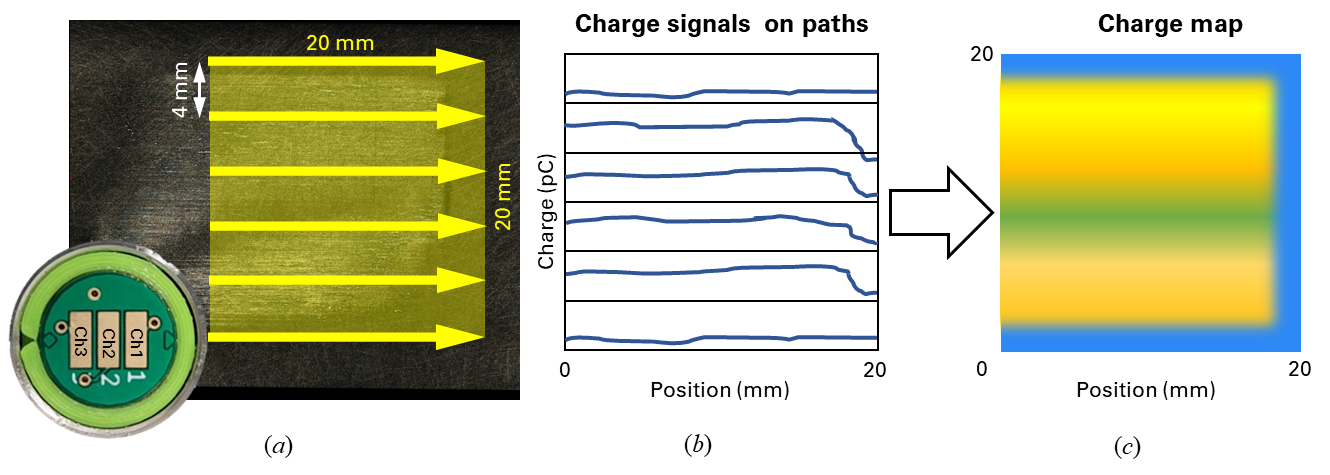 20 mm
4 mm
20 mm
Ch3
Ch2
Ch1
2
1
(a)
Charge signals on paths
Charge (pC)
0
20
Position (mm)
(b)
Charge map
20
0
20
Position (mm)
(c)